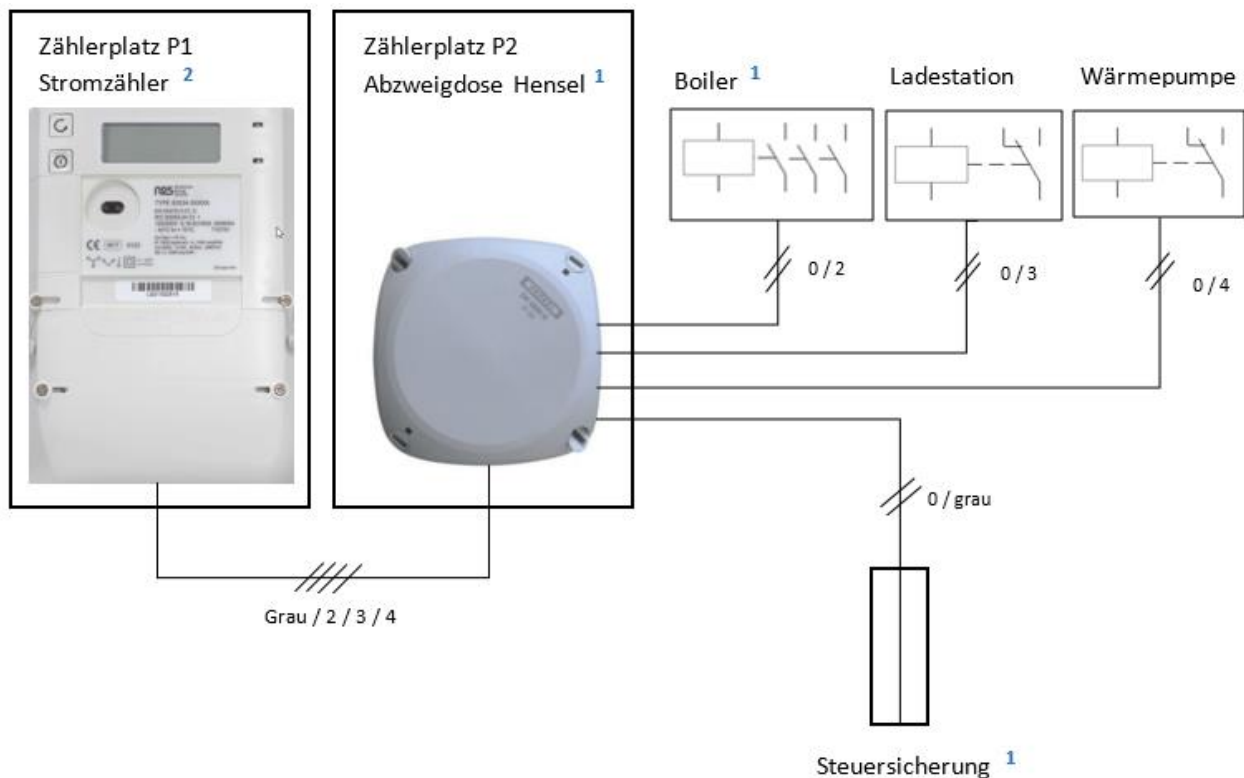 Zählerplatz P1
Stromzähler 2
Zählerplatz P2
Abzweigdose Hensel 1
Boiler 1
Ladestation
Wärmepumpe
0 / 2
0 / 3
0 / 4
0 / grau
Grau / 2 / 3 / 4
Steuersicherung 1